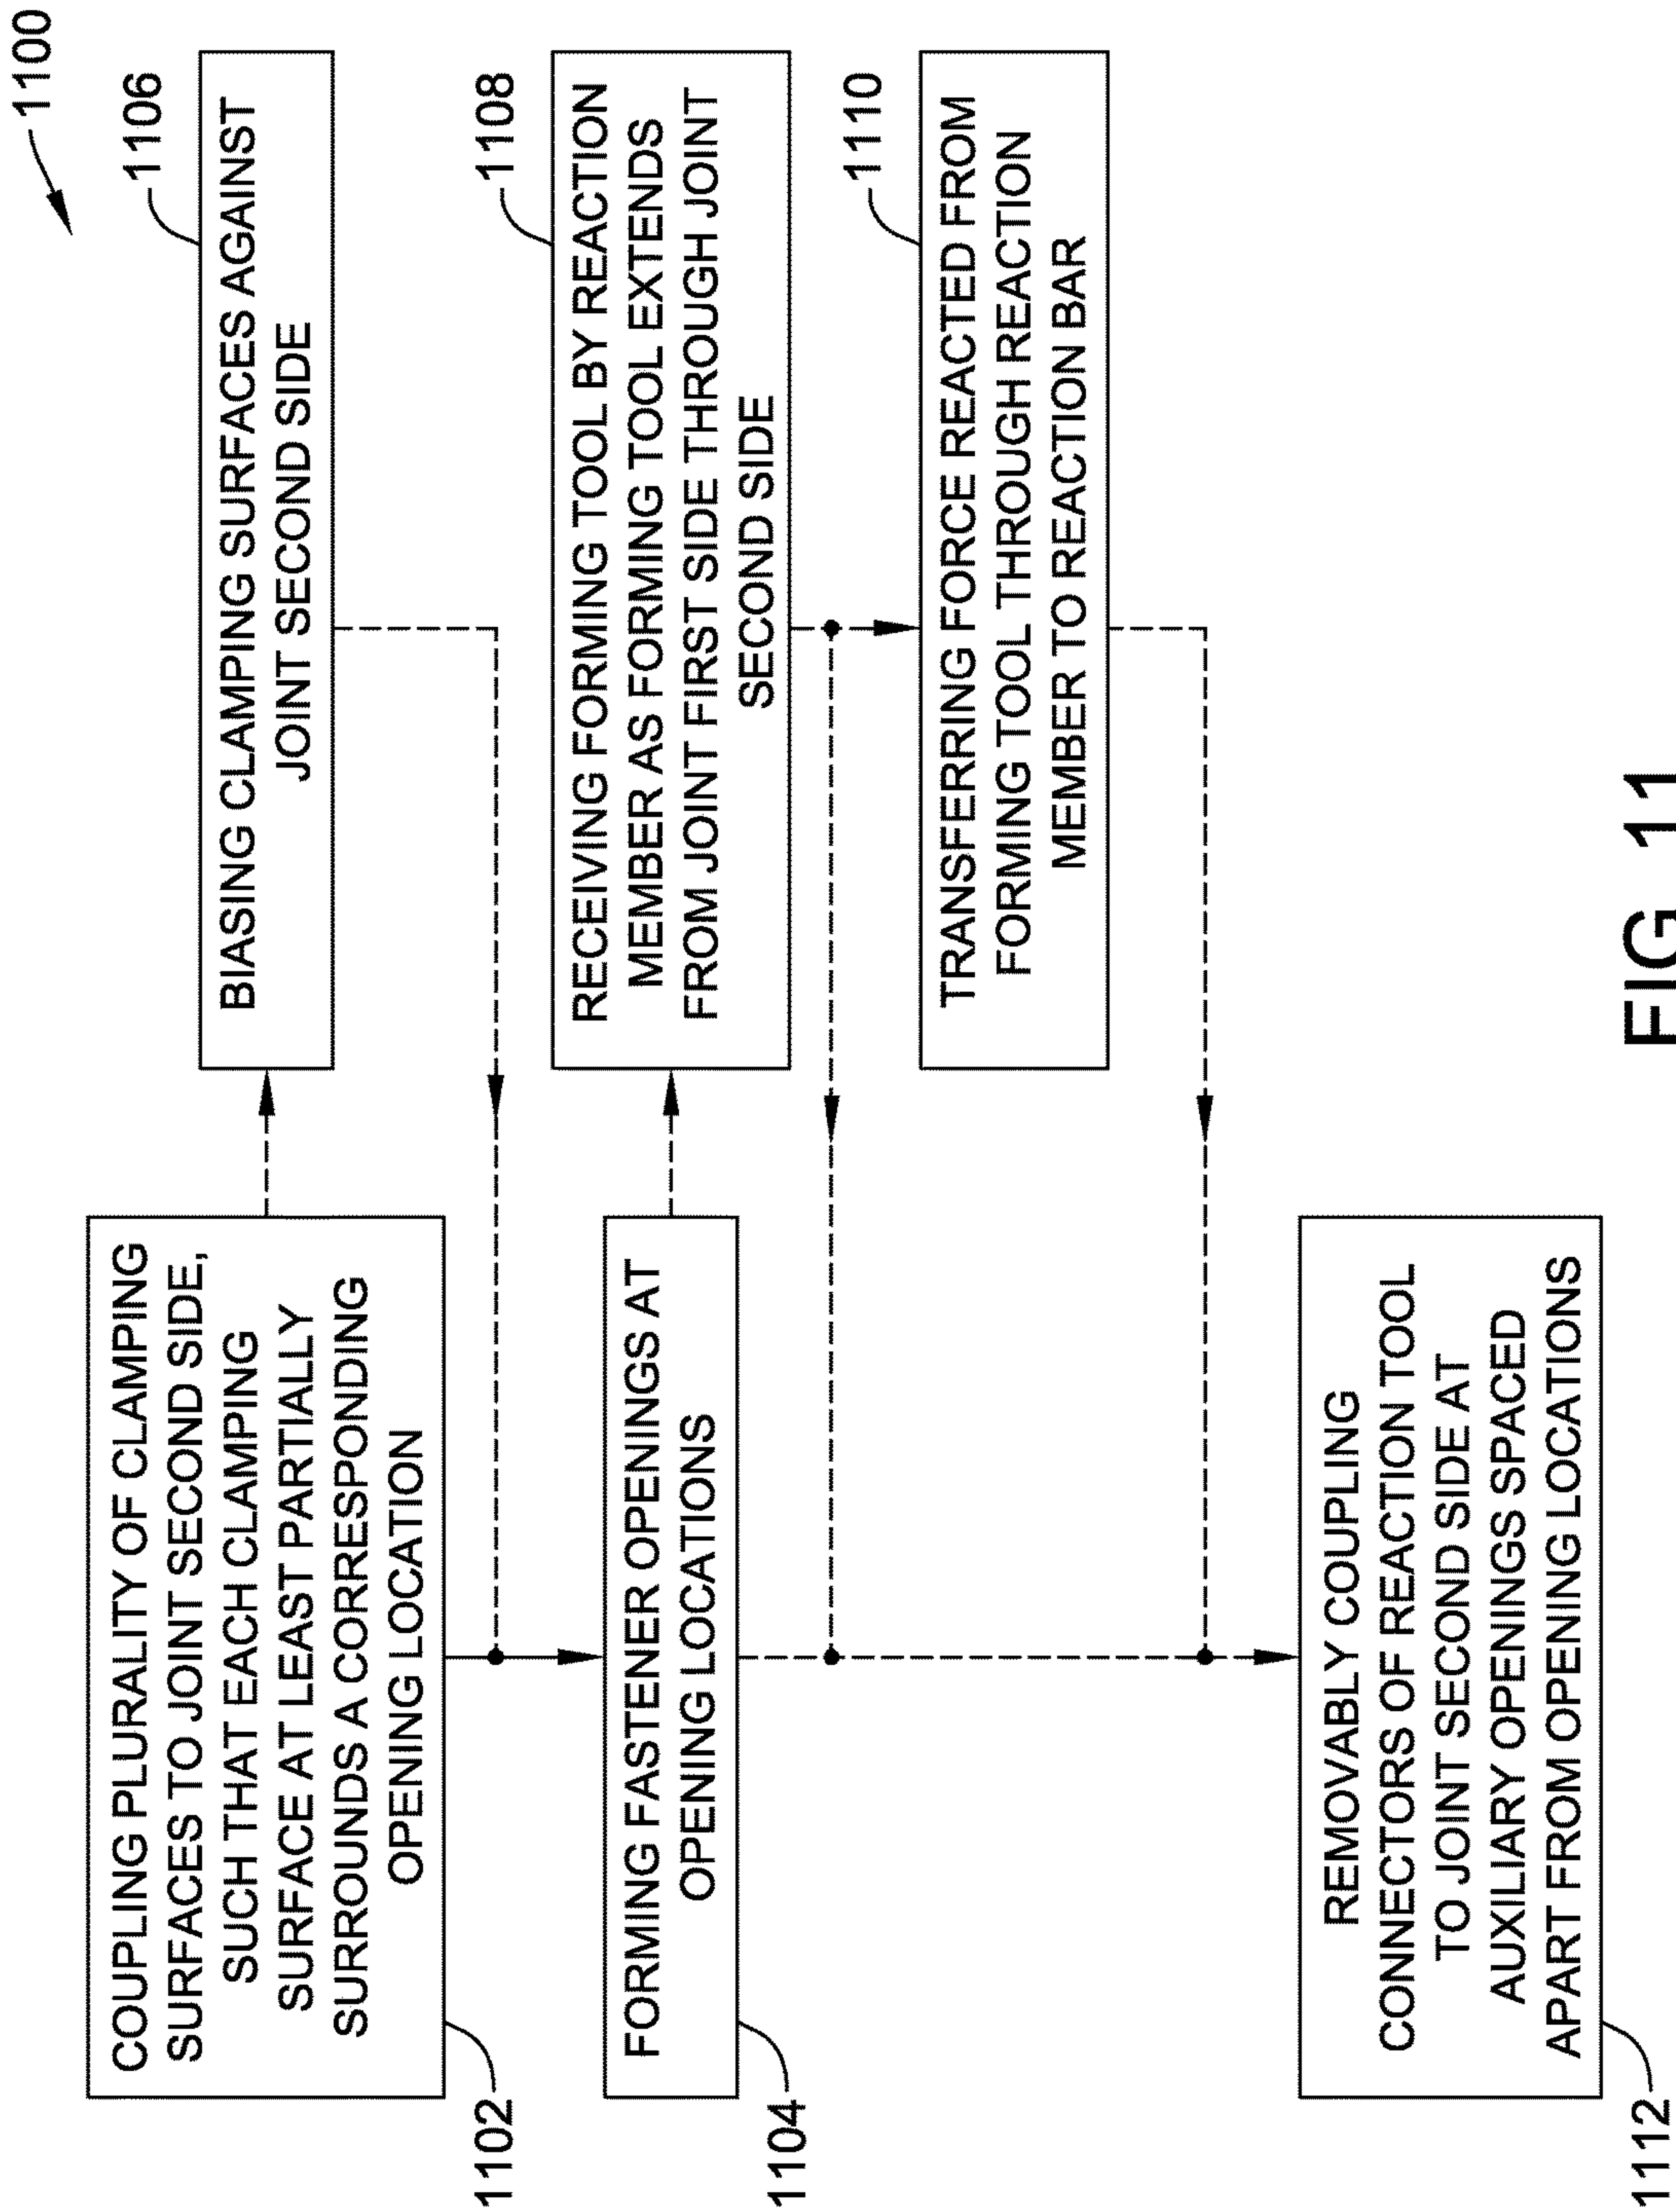 1100
COUPLING PLURALITY OF CLAMPING
SURFACES TO JOINT SECOND SIDE,
SUCH THAT EACH CLAMPING
SURFACE AT LEAST PARTIALLY
SURROUNDS A CORRESPONDING
OPENING LOCATION
1102
BIASING CLAMPING SURFACES AGAINST
JOINT SECOND SIDE
1106
FORMING FASTENER OPENINGS AT
OPENING LOCATIONS
1104
RECEIVING FORMING TOOL BY REACTION
MEMBER AS FORMING TOOL EXTENDS
FROM JOINT FIRST SIDE THROUGH JOINT
SECOND SIDE
1108
TRANSFERRING FORCE REACTED FROM
FORMING TOOL THROUGH REACTION
MEMBER TO REACTION BAR
1110
REMOVABLY COUPLING
CONNECTORS OF REACTION TOOL
TO JOINT SECOND SIDE AT
AUXILIARY OPENINGS SPACED
APART FROM OPENING LOCATIONS
1112
FIG 11